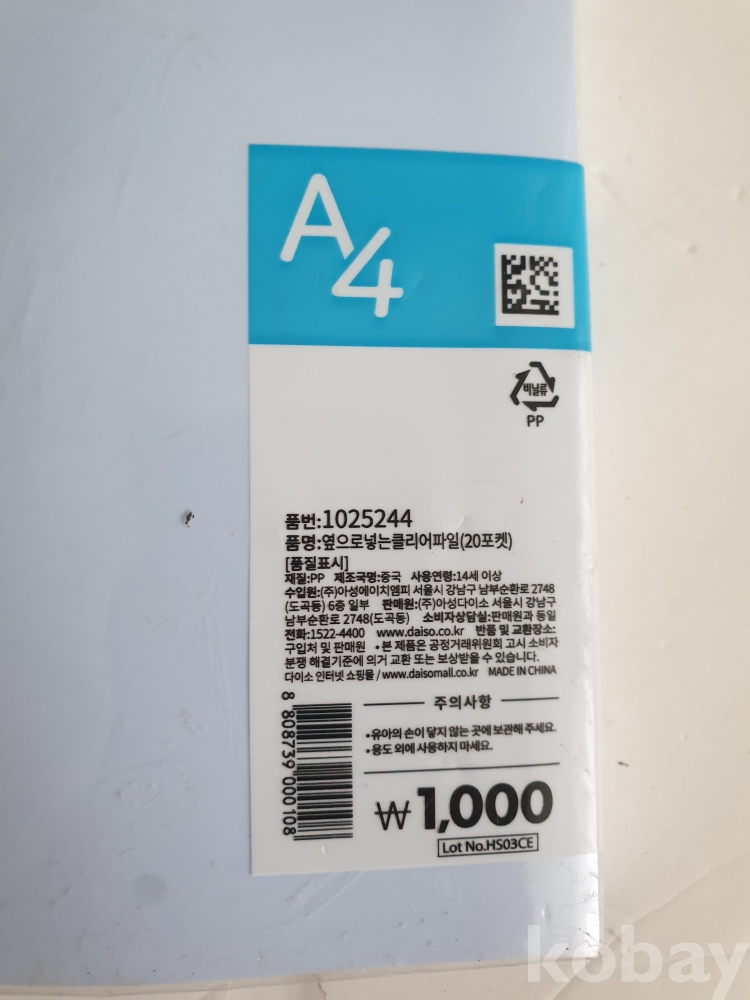 A4
비닐류
PP
품번:1025244
품명:옆으로넣는클리어파일(20포켓)
[품질표시]
재질:PP 제조국명:중국 사용연령:14세 이상
수입원:(주)아성에이치엠피 서울시 강남구 남부순환로 2748
(도곡동) 6층 일부 판매원:(주)아성다이소 서울시 강남구
남부순환로 2748(도곡동) 소비자상담실:판매원과 동일
전화:1522-4400 www.daiso.co.kr 반품 및 교환장소:
구입처 및 판매원 •본 제품은 공정거래위원회 고시 소비자
분쟁 해결기준에 의거 교환 또는 보상받을 수 있습니다.
다이소 인터넷 쇼핑몰 / www.daisomall.co.kr MADE IN CHINA
주의사항
•유아의 손이 닿지 않는 곳에 보관해 주세요.
•용도 외에 사용하지 마세요.
8 808739 000108
₩1,000
Lot No.HS03CE
kobay